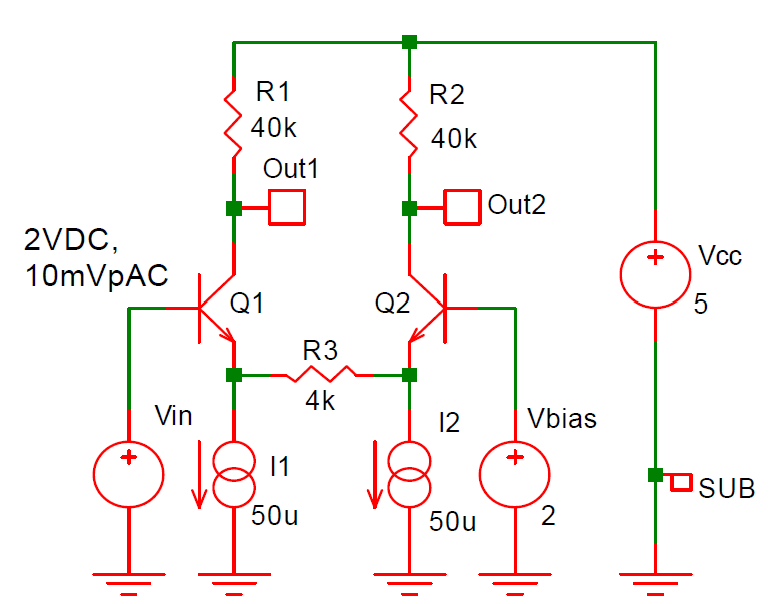 R1
40k
R2
40k
Out1
Out2
2VDC,
10mVpAC
Q1
Q2
Vcc
5
R3
4k
Vin
I1
50u
I2
50u
Vbias
2
SUB